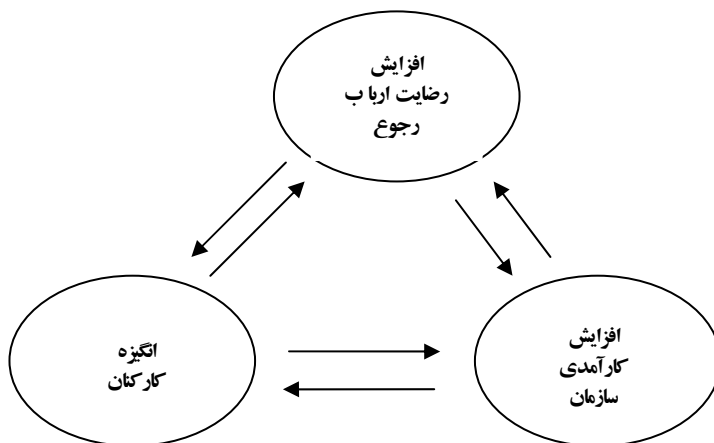 افزایش
رضایت اربا ب
رجوع
افزایش
کارآمدی
سازمان
انگیزه
کارکنان